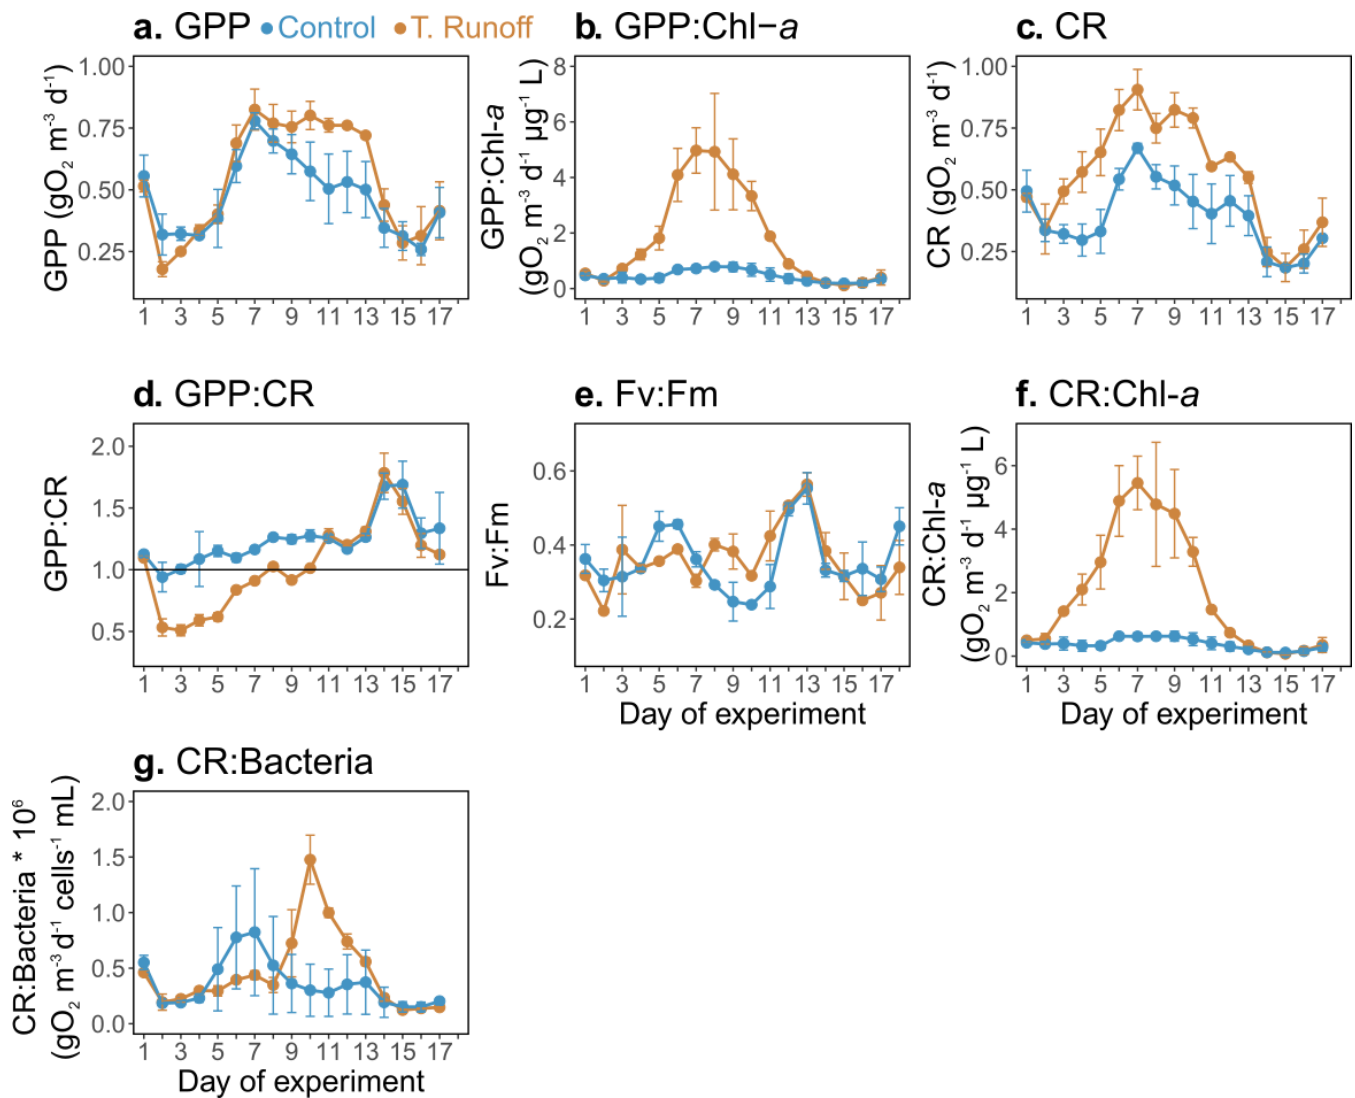 a. GPP Control T. Runoff
GPP (gO₂ m⁻³ d⁻¹)
1.00
0.75
0.50
0.25
1 3 5 7 9 11 13 15 17
b. GPP:Chl−a
GPP:Chl-a
(gO₂ m⁻³ d⁻¹ µg⁻¹ L)
8
6
4
2
0
1 3 5 7 9 11 13 15 17
c. CR
CR (gO₂ m⁻³ d⁻¹)
1.00
0.75
0.50
0.25
1 3 5 7 9 11 13 15 17
d. GPP:CR
GPP:CR
2.0
1.5
1.0
0.5
1 3 5 7 9 11 13 15 17
e. Fv:Fm
Fv:Fm
0.6
0.4
0.2
1 3 5 7 9 11 13 15 17
Day of experiment
f. CR:Chl-a
CR:Chl-a
(gO₂ m⁻³ d⁻¹ µg⁻¹ L)
6
4
2
0
1 3 5 7 9 11 13 15 17
Day of experiment
g. CR:Bacteria
CR:Bacteria * 10⁶
(gO₂ m⁻³ d⁻¹ cells⁻¹ mL)
2.0
1.5
1.0
0.5
0.0
1 3 5 7 9 11 13 15 17
Day of experiment